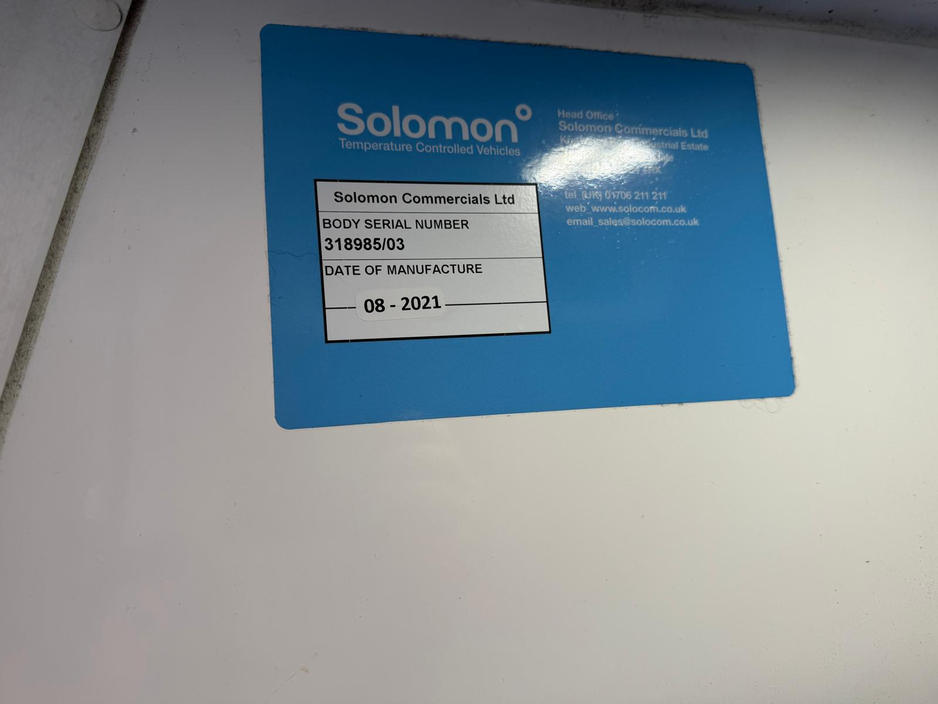 Solomon°
Temperature Controlled Vehicles
Solomon Commercials Ltd
BODY SERIAL NUMBER
318985/03
DATE OF MANUFACTURE
08 - 2021
Head Office
Solomon Commercials Ltd
Industrial Estate
tel (UK) 01706 211 211
web www.solocom.co.uk
email sales@solocom.co.uk